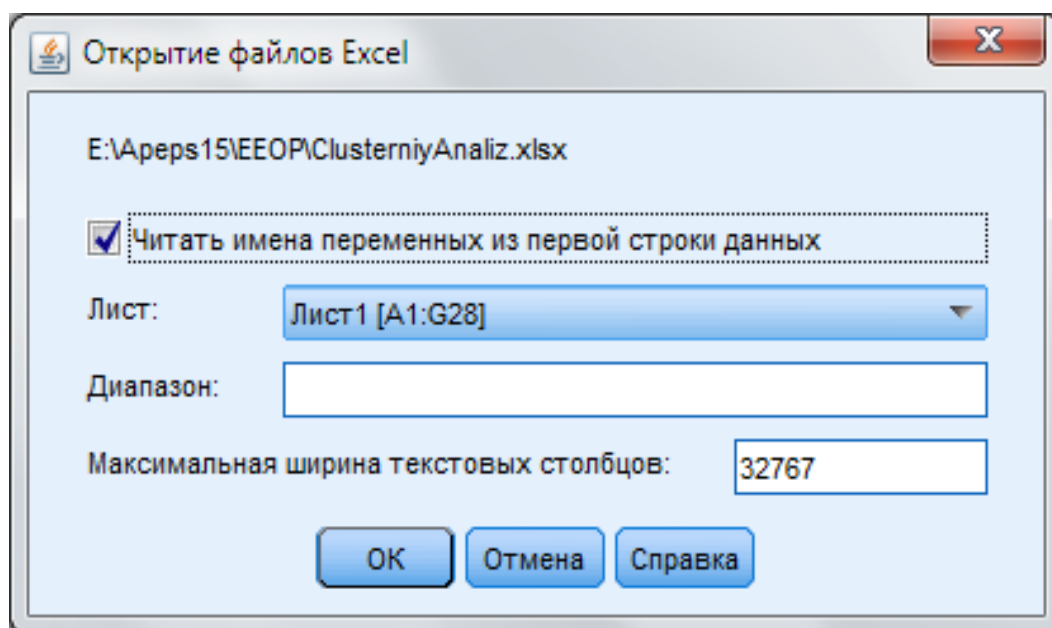 Открытие файлов Excel
E:\Apeps15\EEOP\ClusterniyAnaliz.xlsx
Читать имена переменных из первой строки данных
Лист: Лист1 [A1:G28]
Диапазон:
Максимальная ширина текстовых столбцов: 32767
ОК Отмена Справка